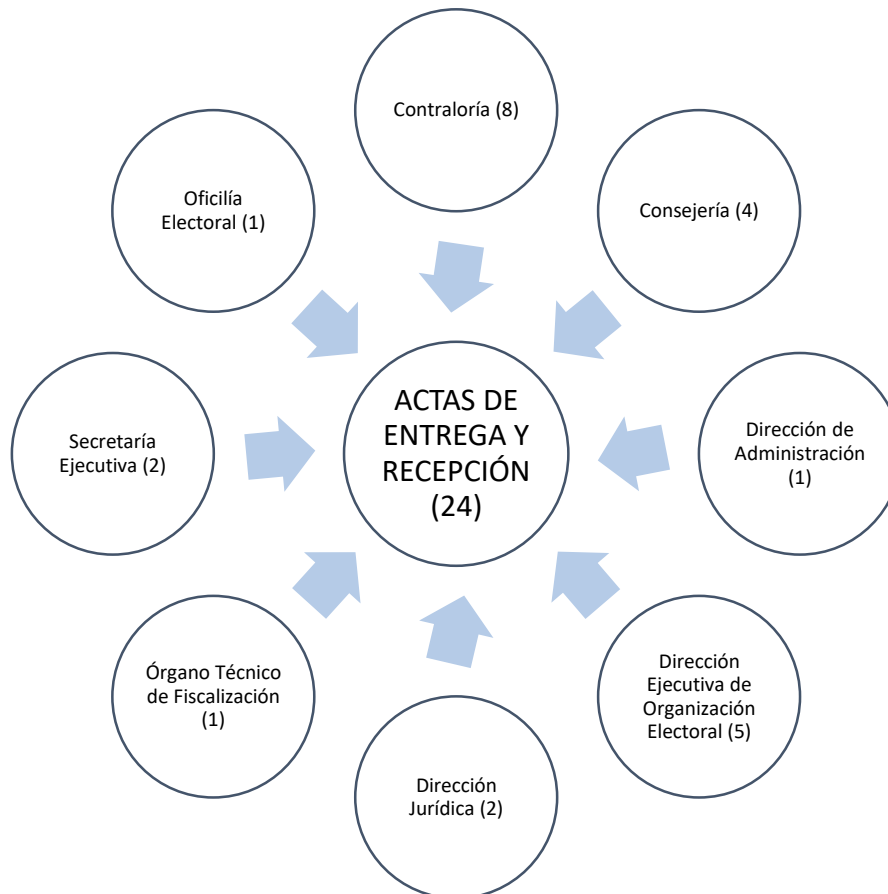 Contraloría (8)
Consejería (4)
Dirección de
Administración
(1)
Dirección
Ejecutiva de
Organización
Electoral (5)
Dirección
Jurídica (2)
Órgano Técnico
de Fiscalización
(1)
Secretaría
Ejecutiva (2)
Oficilía
Electoral (1)
ACTAS DE
ENTREGA Y
RECEPCIÓN
(24)